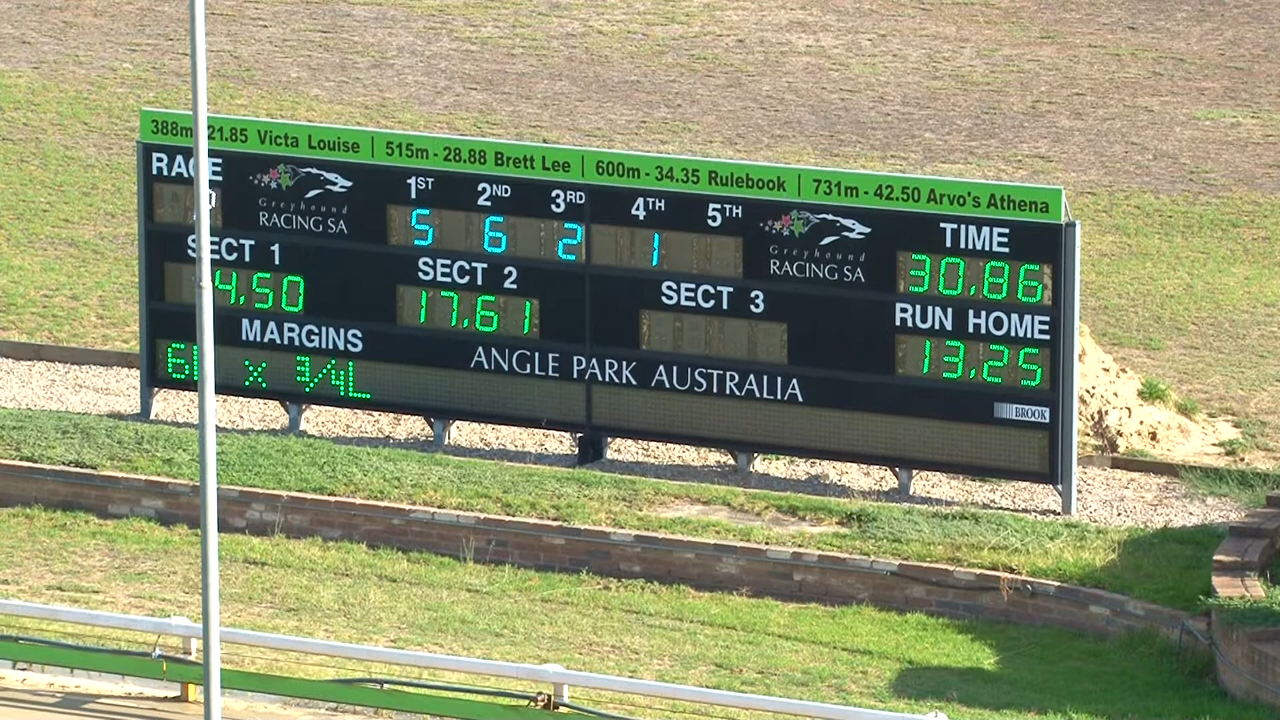 388m 21.85 Victa Louise | 515m - 28.88 Brett Lee | 600m - 34.35 Rulebook | 731m - 42.50 Arvo's Athena
RACE
Greyhound
RACING SA
1ST 2ND 3RD 4TH 5TH
5 6 2 1
Greyhound
RACING SA
TIME
30.86
SECT 1
4.50
SECT 2
17.61
SECT 3
RUN HOME
13.25
MARGINS
x 3/4L
ANGLE PARK AUSTRALIA
BROOK